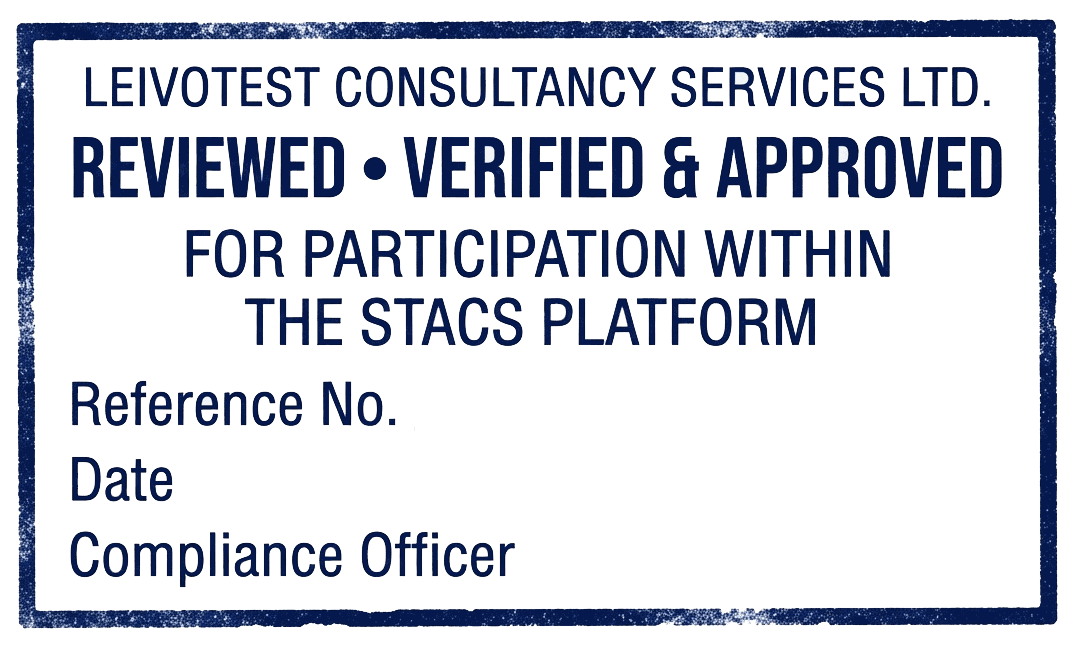 LEIVOTEST CONSULTANCY SERVICES LTD.
REVIEWED • VERIFIED & APPROVED
FOR PARTICIPATION WITHIN
THE STACS PLATFORM
Reference No.
Date
Compliance Officer